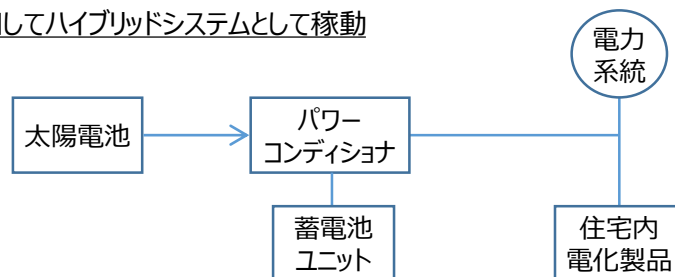 してハイブリッドシステムとして稼動
電力
系統
太陽電池
パワー
コンディショナ
蓄電池
ユニット
住宅内
電化製品